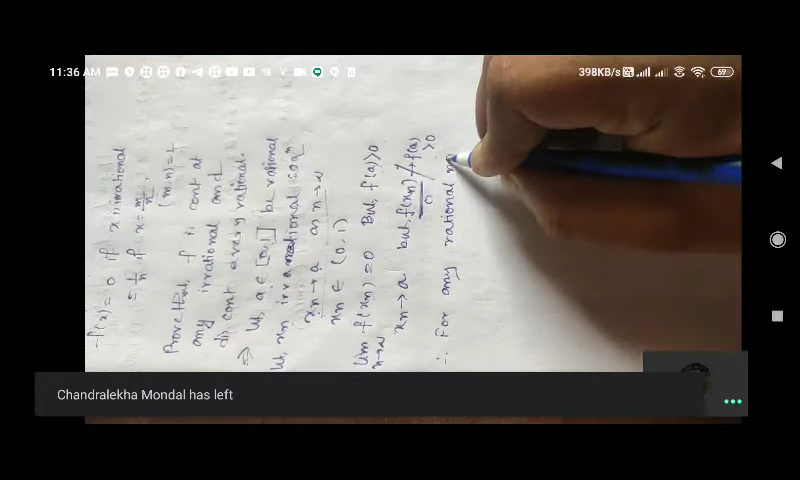 11:36 AM
398KB/s
69
f(x) = 0 if x irrational
= 1/n if x = m/n,
(m, n) = 1
Prove that, f is cont at
any irrational and
dis cont every rational.
⇒ let, a ∈ [0,1] be rational
let, xn irrational seqn
xn → a as n→∞
xn ∈ (0,1)
lim n→∞ f(xn) = 0 But, f(a) > 0
xn → a but, f(xn) ↛ f(a)
0 >0
∴ For any rational
Chandralekha Mondal has left